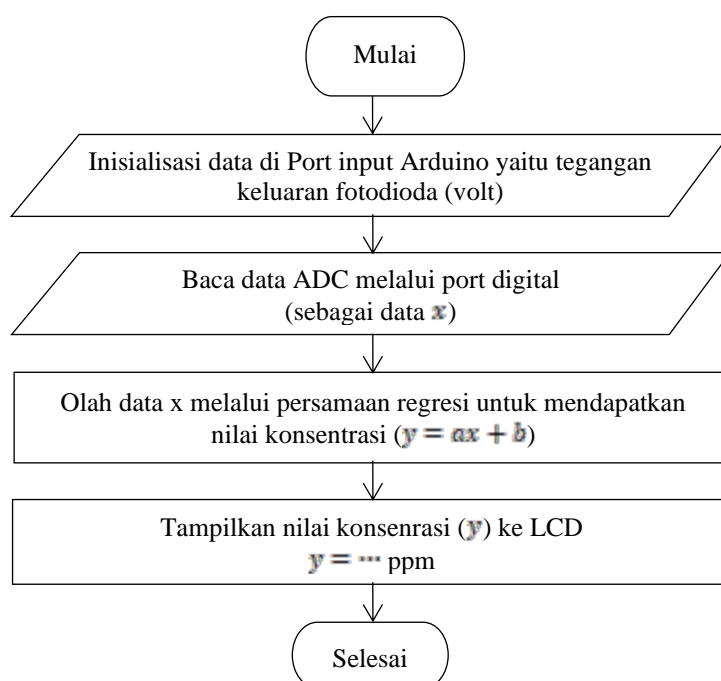 Mulai
Inisialisasi data di Port input Arduino yaitu tegangan
keluaran fotodioda (volt)
Baca data ADC melalui port digital
(sebagai data x)
Olah data x melalui persamaan regresi untuk mendapatkan
nilai konsentrasi (y = ax + b)
Tampilkan nilai konsenrasi (y) ke LCD
y = ... ppm
Selesai